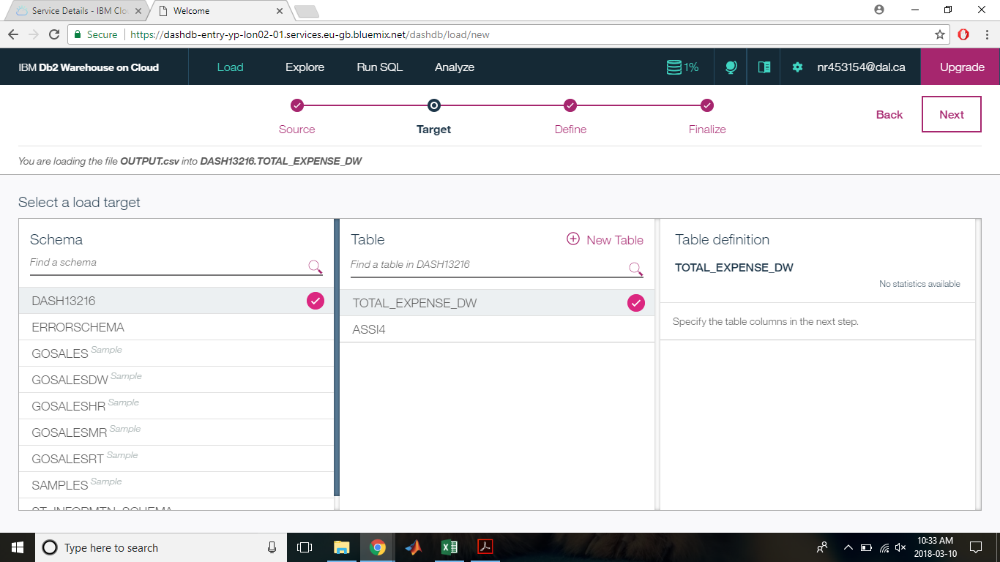 Service Details - IBM Clo
Welcome
Secure
https://dashdb-entry-yp-lon02-01.services.eu-gb.bluemix.net/dashdb/load/new
IBM Db2 Warehouse on Cloud
Load
Explore
Run SQL
Analyze
1%
nr453154@dal.ca
Upgrade
Source
Target
Define
Finalize
Back
Next
You are loading the file OUTPUT.csv into DASH13216.TOTAL_EXPENSE_DW
Select a load target
Schema
Find a schema
DASH13216
ERRORSCHEMA
GOSALES Sample
GOSALESDW Sample
GOSALESHR Sample
GOSALESMR Sample
GOSALESRT Sample
SAMPLES Sample
ST_INFORMTN_SCHEMA
Table
New Table
Find a table in DASH13216
TOTAL_EXPENSE_DW
ASSI4
Table definition
TOTAL_EXPENSE_DW
No statistics available
Specify the table columns in the next step.
Type here to search
10:33 AM
2018-03-10